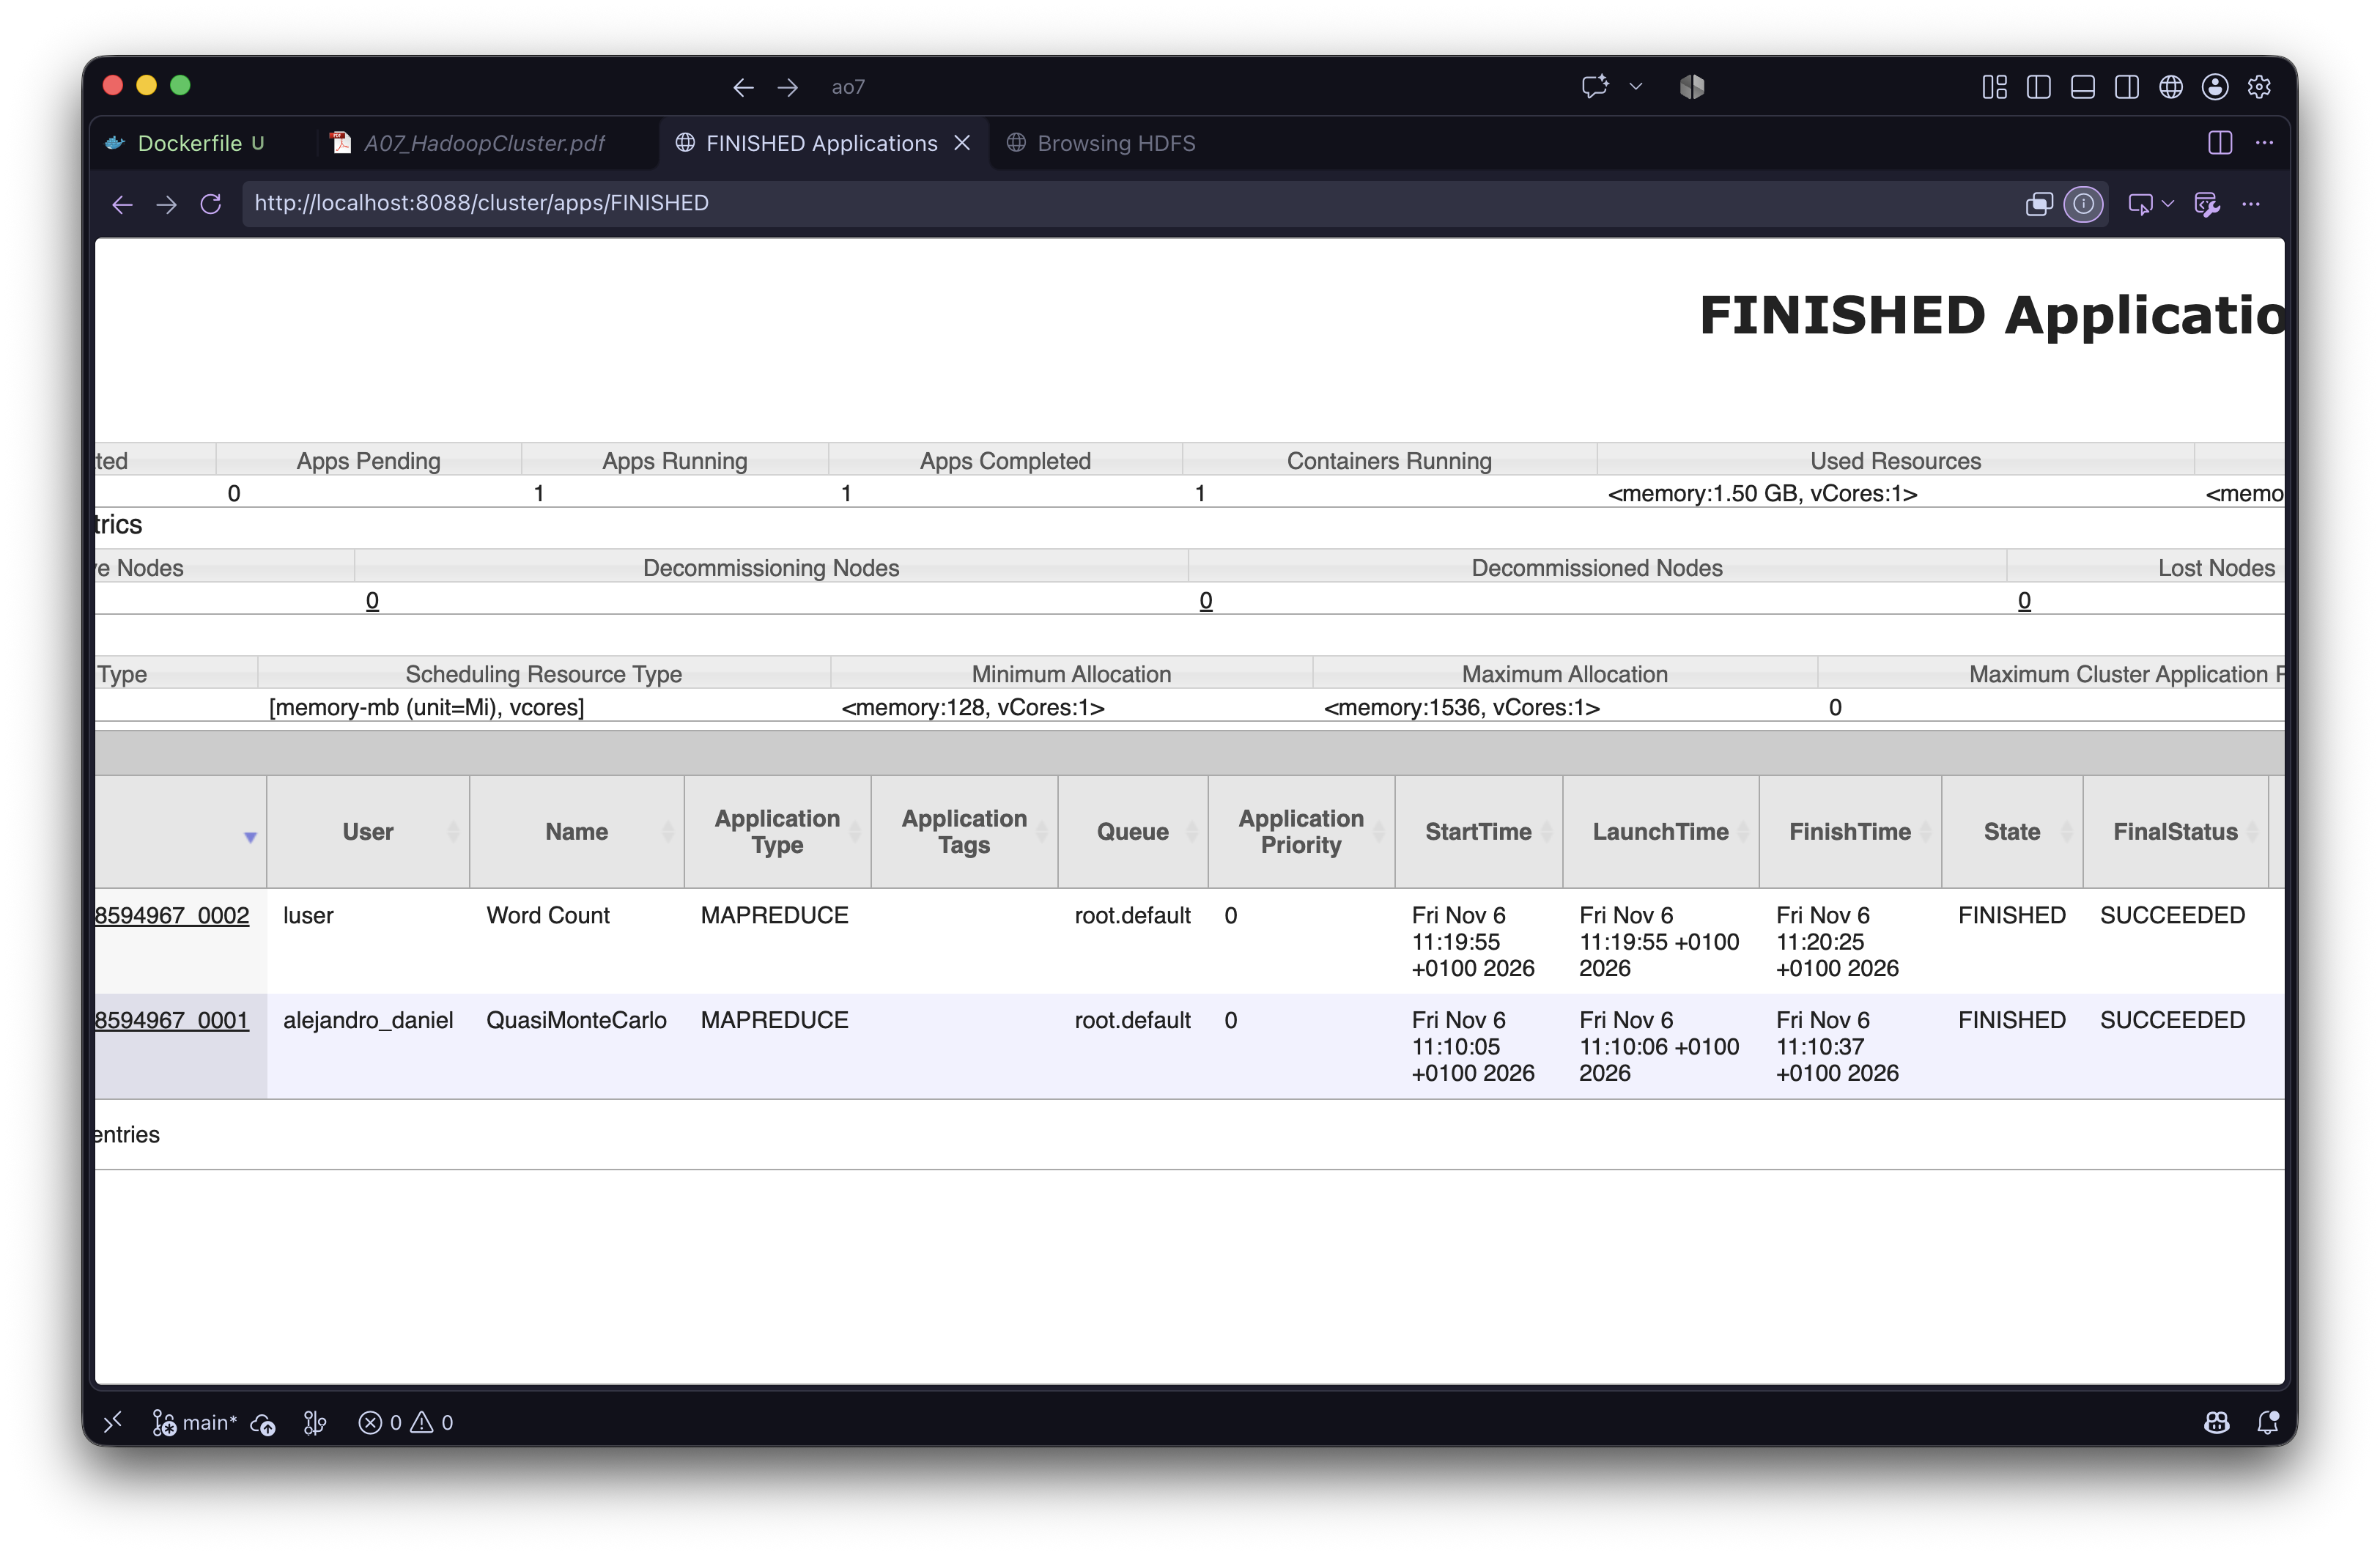 ao7
Dockerfile U
A07_HadoopCluster.pdf
FINISHED Applications
Browsing HDFS
http://localhost:8088/cluster/apps/FINISHED
FINISHED Applicatio
ted Apps Pending Apps Running Apps Completed Containers Running Used Resources
0 1 1 1 <memory:1.50 GB, vCores:1> <memo
trics
e Nodes Decommissioning Nodes Decommissioned Nodes Lost Nodes
0 0 0
Type Scheduling Resource Type Minimum Allocation Maximum Allocation Maximum Cluster Application
[memory-mb (unit=Mi), vcores] <memory:128, vCores:1> <memory:1536, vCores:1> 0
User Name Application Type Application Tags Queue Application Priority StartTime LaunchTime FinishTime State FinalStatus
8594967_0002 luser Word Count MAPREDUCE root.default 0 Fri Nov 6 11:19:55 +0100 2026 Fri Nov 6 11:19:55 +0100 2026 Fri Nov 6 11:20:25 +0100 2026 FINISHED SUCCEEDED
8594967_0001 alejandro_daniel QuasiMonteCarlo MAPREDUCE root.default 0 Fri Nov 6 11:10:05 +0100 2026 Fri Nov 6 11:10:06 +0100 2026 Fri Nov 6 11:10:37 +0100 2026 FINISHED SUCCEEDED
entries
main* 0 0